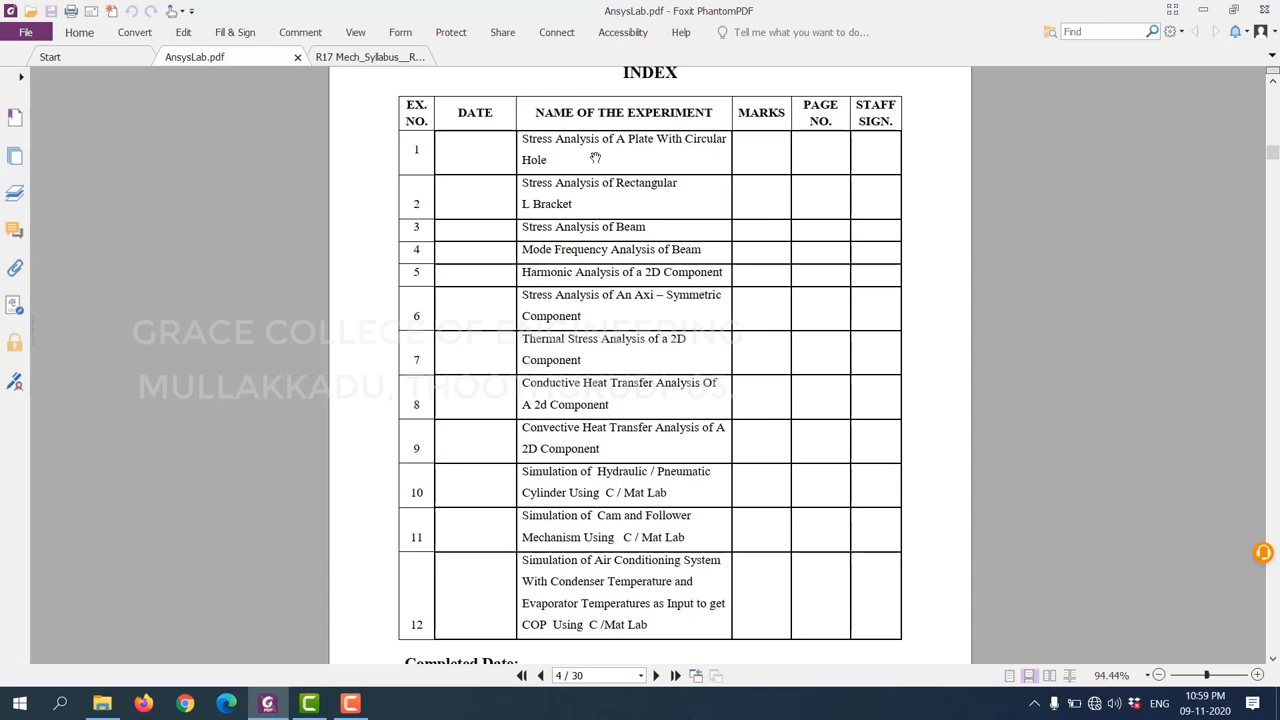 AnsysLab.pdf - Foxit PhantomPDF
File Home Convert Edit Fill & Sign Comment View Form Protect Share Connect Accessibility Help Tell me what you want to do... Find
Start AnsysLab.pdf R17 Mech_Syllabus__R...
INDEX
EX. NO. DATE NAME OF THE EXPERIMENT MARKS PAGE NO. STAFF SIGN.
1 Stress Analysis of A Plate With Circular
Hole
2 Stress Analysis of Rectangular
L Bracket
3 Stress Analysis of Beam
4 Mode Frequency Analysis of Beam
5 Harmonic Analysis of a 2D Component
6 Stress Analysis of An Axi – Symmetric
Component
7 Thermal Stress Analysis of a 2D
Component
8 Conductive Heat Transfer Analysis Of
A 2d Component
9 Convective Heat Transfer Analysis of A
2D Component
10 Simulation of Hydraulic / Pneumatic
Cylinder Using C / Mat Lab
11 Simulation of Cam and Follower
Mechanism Using C / Mat Lab
12 Simulation of Air Conditioning System
With Condenser Temperature and
Evaporator Temperatures as Input to get
COP Using C /Mat Lab
GRACE COLLEGE OF ENGINEERING
MULLAKKADU,
Completed Date:
4 / 30
94.44%
10:59 PM
09-11-2020